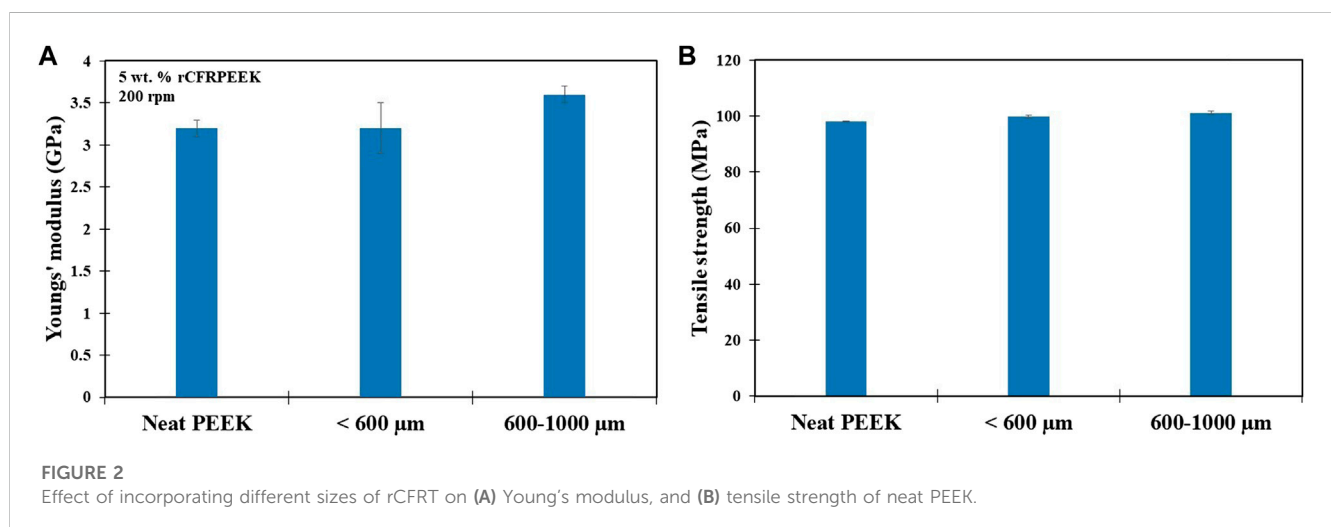 A
5 wt. % rCFRPEEK
200 rpm
Youngs' modulus (GPa)
4
3.5
3
2.5
2
1.5
1
0.5
0
Neat PEEK
< 600 µm
600-1000 µm
B
Tensile strength (MPa)
120
100
80
60
40
20
0
Neat PEEK
< 600 µm
600-1000 µm
FIGURE 2
Effect of incorporating different sizes of rCFRT on (A) Young's modulus, and (B) tensile strength of neat PEEK.